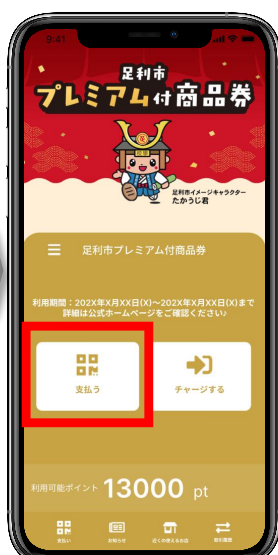 9:41
足利市
プレミアム付商品券
足利市イメージキャラクター
たかうじ君
足利市プレミアム付商品券
利用期間：202X年X月XX日(X)～202X年X月XX日(X)まで
詳細は公式ホームページをご確認ください♪
支払う
チャージする
利用可能ポイント 13000 pt
支払い
お知らせ
近くの使えるお店
取引履歴